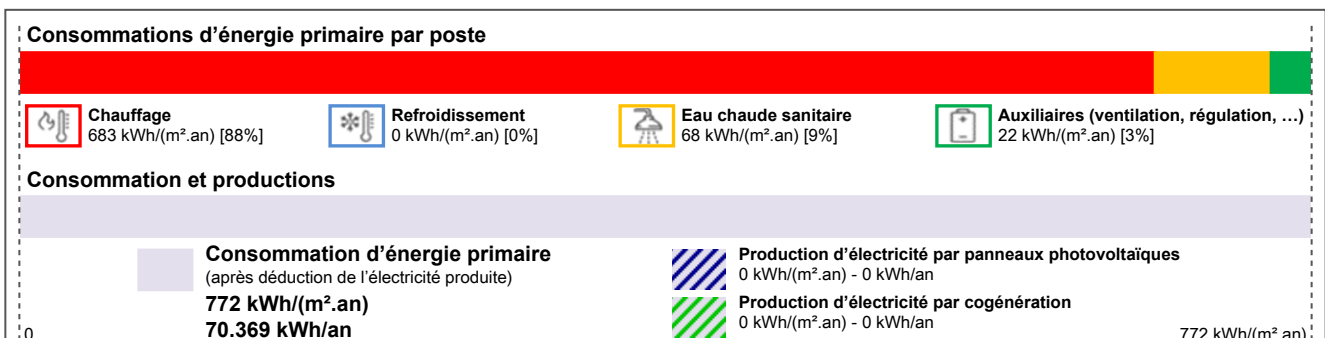 Consommations d’énergie primaire par poste
Chauffage
683 kWh/(m².an) [88%]
Refroidissement
0 kWh/(m².an) [0%]
Eau chaude sanitaire
68 kWh/(m².an) [9%]
Auxiliaires (ventilation, régulation, …)
22 kWh/(m².an) [3%]
Consommation et productions
Consommation d’énergie primaire
(après déduction de l’électricité produite)
772 kWh/(m².an)
70.369 kWh/an
Production d’électricité par panneaux photovoltaïques
0 kWh/(m².an) - 0 kWh/an
Production d’électricité par cogénération
0 kWh/(m².an) - 0 kWh/an
0
772 kWh/(m².an)